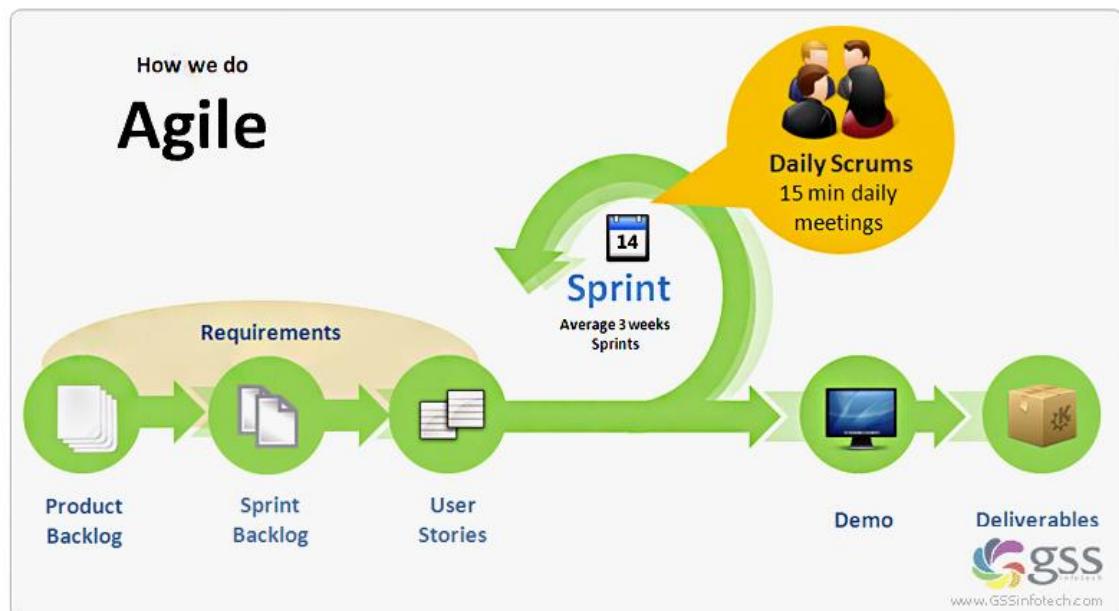 How we do
Agile
Daily Scrums
15 min daily
meetings
14
Sprint
Average 3 weeks
Sprints
Requirements
Product
Backlog
Sprint
Backlog
User
Stories
Demo
Deliverables
gss
infotech
www.GSSinfotech.com